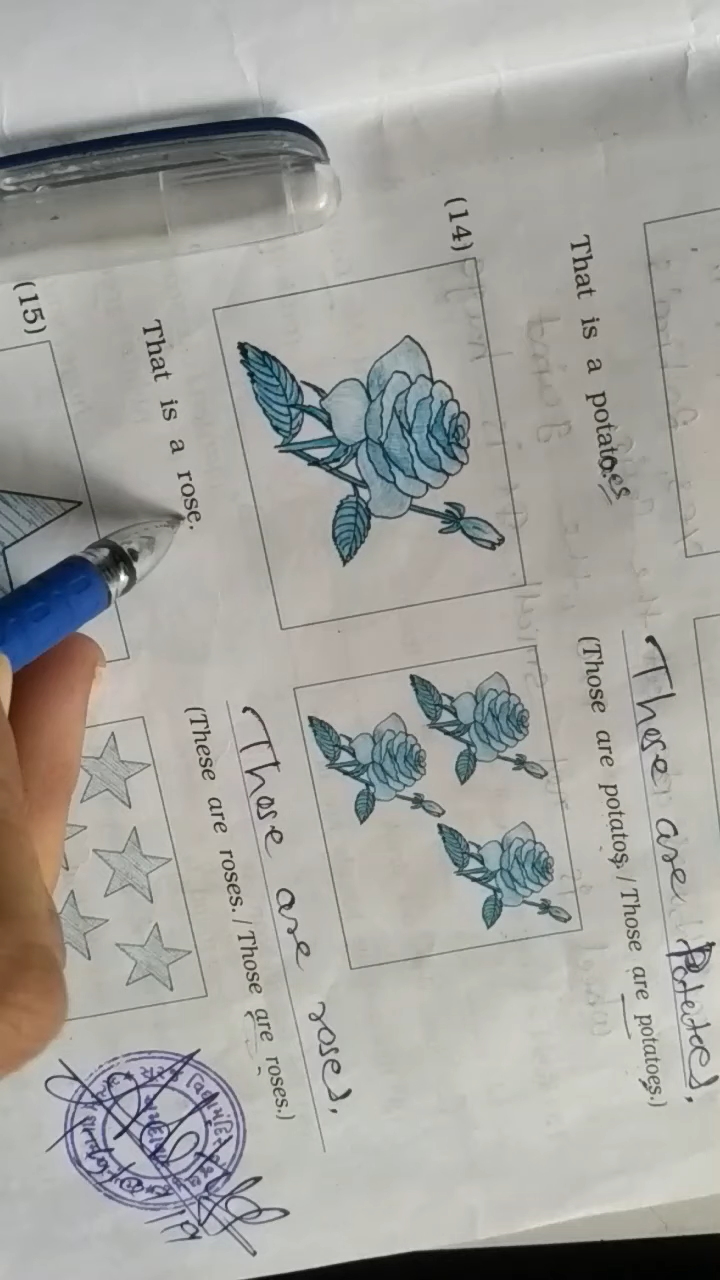 That is a potatoes
Those are Potatoes.
(Those are potatos. / Those are potatoes.)
(14)
That is a rose.
Those are roses.
(These are roses. / Those are roses.)
(15)